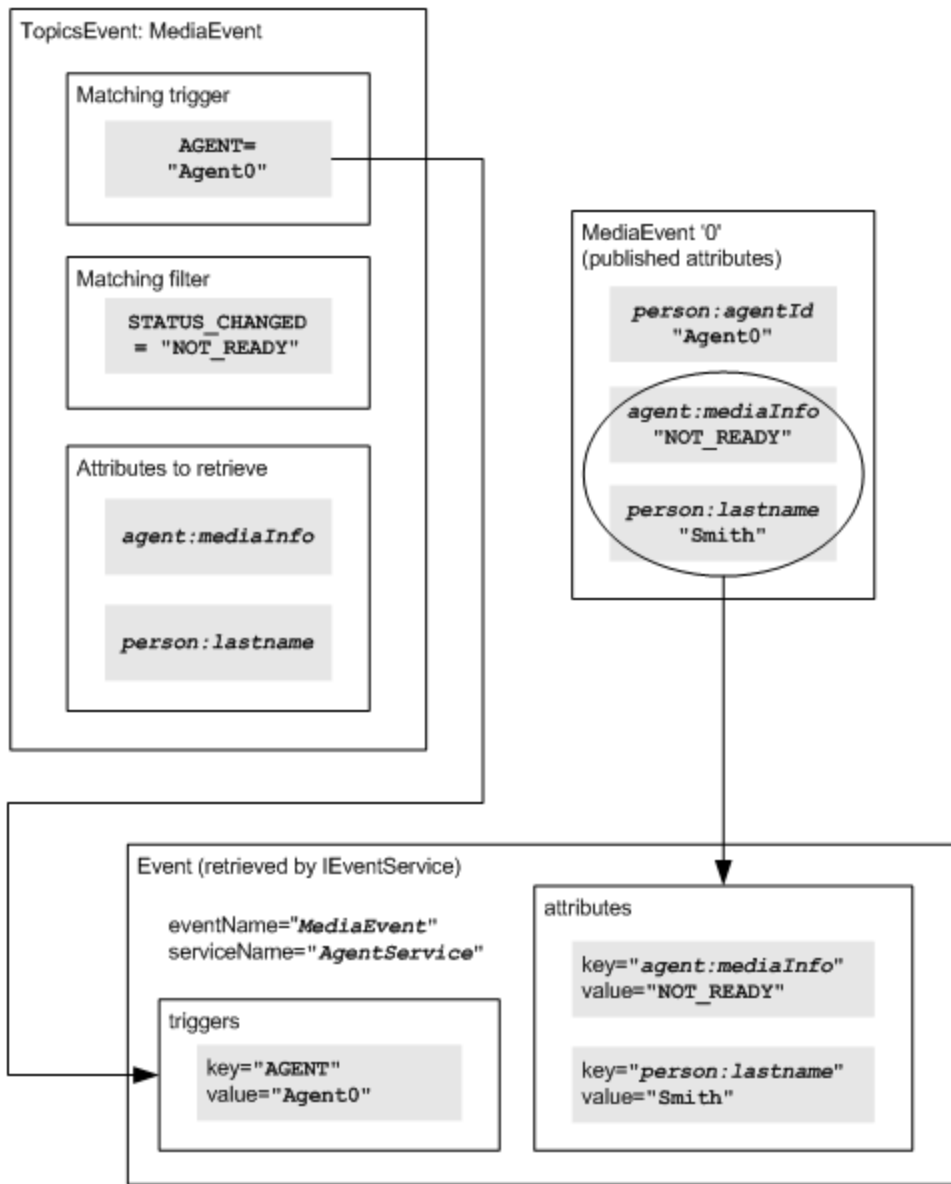 TopicsEvent: MediaEvent
Matching trigger
AGENT=
"Agent0"
Matching filter
STATUS_CHANGED
= "NOT_READY"
Attributes to retrieve
agent:mediaInfo
person:lastname
MediaEvent '0'
(published attributes)
person:agentId
"Agent0"
agent:mediaInfo
"NOT_READY"
person:lastname
"Smith"
Event (retrieved by IEventService)
eventName="MediaEvent"
serviceName="AgentService"
triggers
key="AGENT"
value="Agent0"
attributes
key="agent:mediaInfo"
value="NOT_READY"
key="person:lastname"
value="Smith"